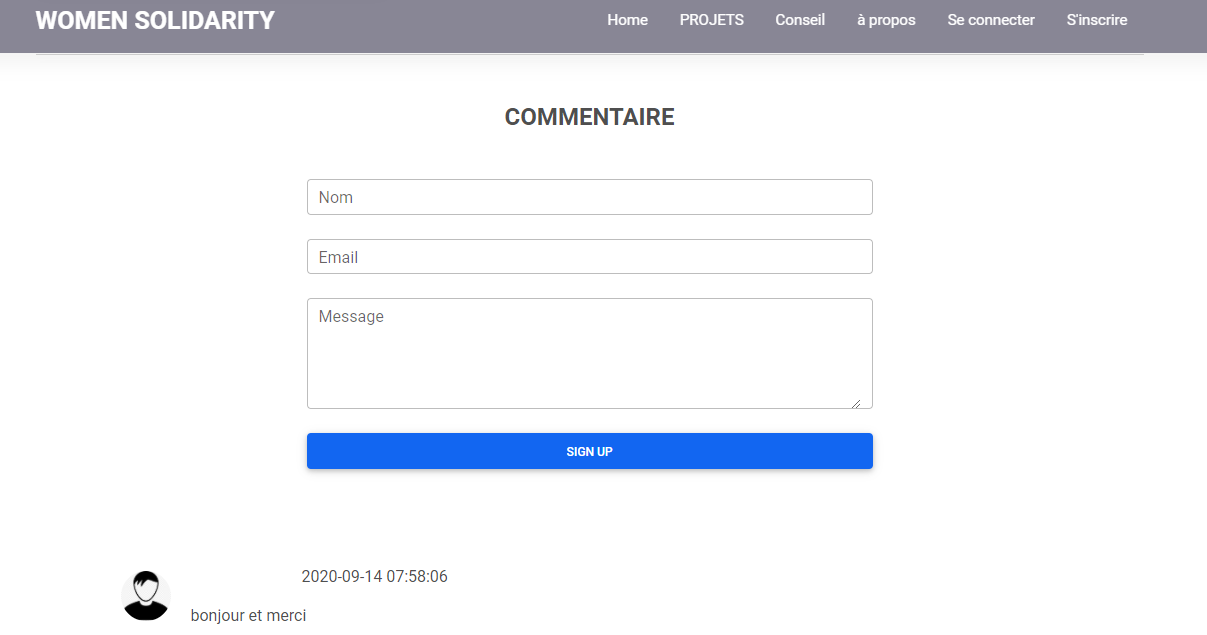 WOMEN SOLIDARITY Home PROJETS Conseil à propos Se connecter S'inscrire
COMMENTAIRE
Nom
Email
Message
SIGN UP
2020-09-14 07:58:06
bonjour et merci